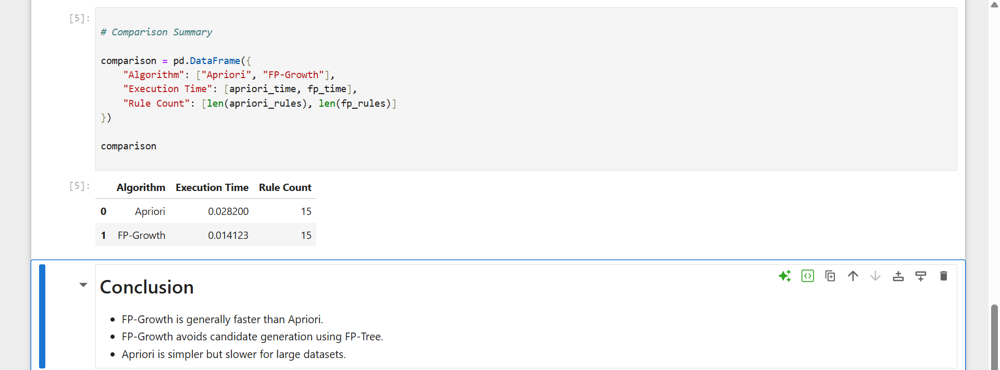 [5]:
# Comparison Summary
comparison = pd.DataFrame({
    "Algorithm": ["Apriori", "FP-Growth"],
    "Execution Time": [apriori_time, fp_time],
    "Rule Count": [len(apriori_rules), len(fp_rules)]
})
comparison
[5]:
Algorithm Execution Time Rule Count
0 Apriori 0.028200 15
1 FP-Growth 0.014123 15
Conclusion
• FP-Growth is generally faster than Apriori.
• FP-Growth avoids candidate generation using FP-Tree.
• Apriori is simpler but slower for large datasets.